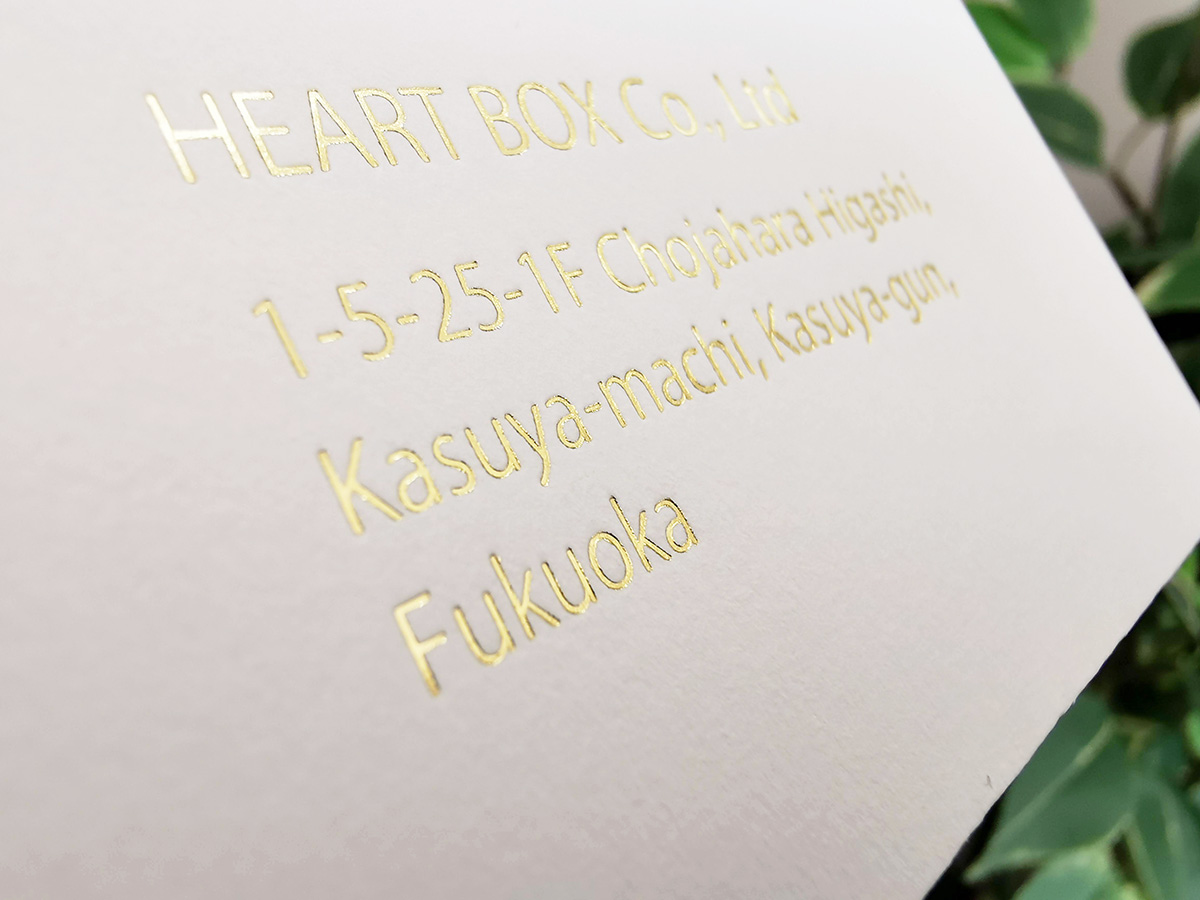 HEART BOX Co., Ltd
1-5-25-1F Chojahara Higashi,
Kasuya-machi, Kasuya-gun,
Fukuoka